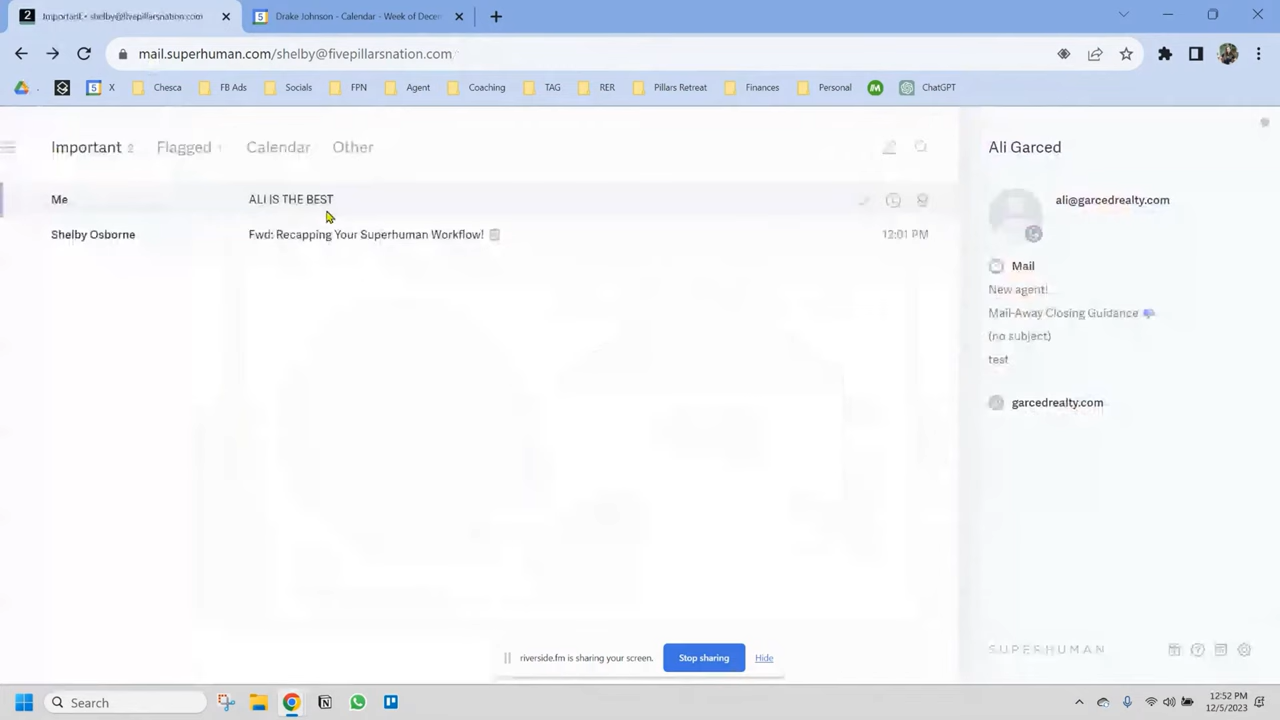 2 Important • shelby@fivepillarsnation.com
Drake Johnson - Calendar - Week of Decem
mail.superhuman.com/shelby@fivepillarsnation.com
X Chesca FB Ads Socials FPN Agent Coaching TAG RER Pillars Retreat Finances Personal ChatGPT
Important 2 Flagged 1 Calendar Other
Ali Garced
Me ALI IS THE BEST
ali@garcedrealty.com
Shelby Osborne Fwd: Recapping Your Superhuman Workflow! 12:01 PM
Mail
New agent!
Mail-Away Closing Guidance
(no subject)
test
garcedrealty.com
SUPERHUMAN
riverside.fm is sharing your screen. Stop sharing Hide
Search
12:52 PM
12/5/2023